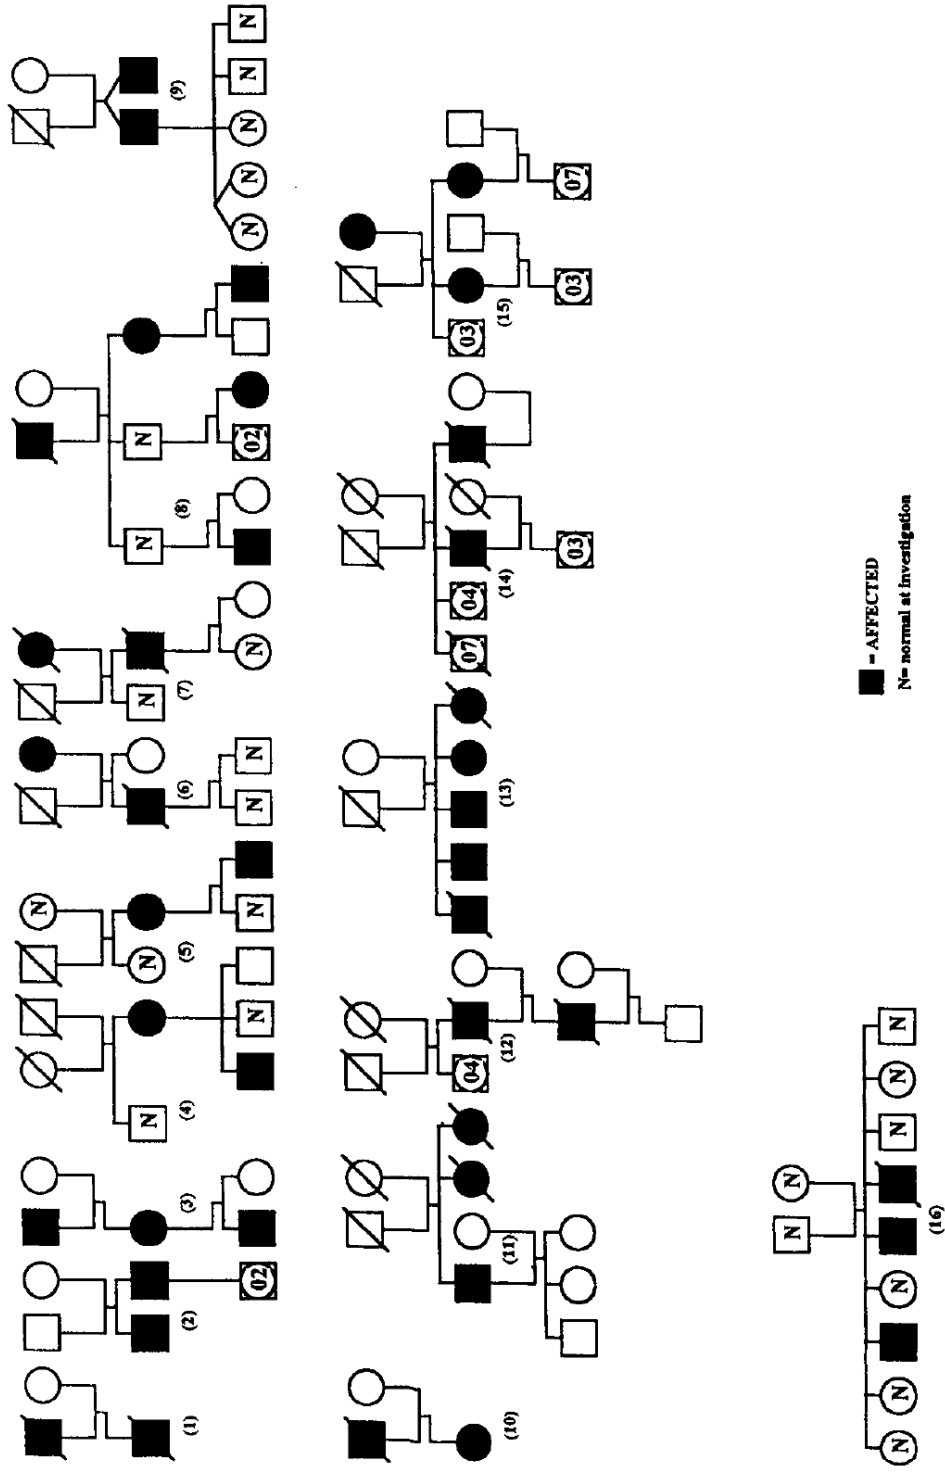 N
N N N N N
(1) (2) (3) (4) (5) (6) (7) (8) (9)
02 N N N N N 02 N N N N N
04 07 04 03
(10) (11) (12) (13) (14) (15)
03 03 07
N N
N N N N N N
(16)
= AFFECTED
N= normal at investigation